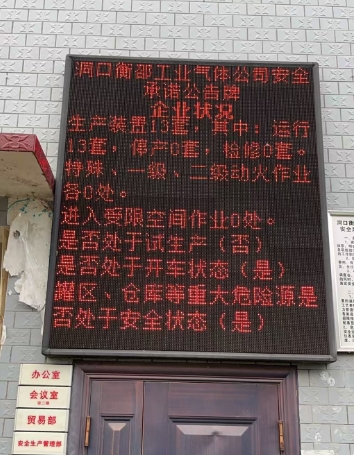 洞口衡邵工业气体公司安全
承诺公告牌
企业状况
生产装置13套，其中：运行
13套，停产0套，检修0套。
特殊、一级、二级动火作业
各0处。
进入受限空间作业0处。
是否处于试生产（否）
是否处于开车状态（是）
罐区、仓库等重大危险源是
否处于安全状态（是）
办公室
会议室
贸易部
安全生产管理部